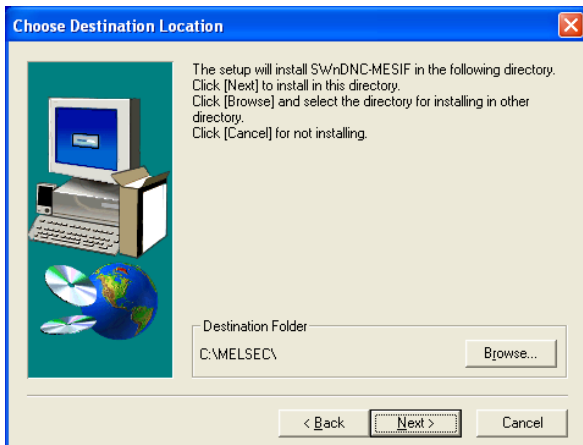 Choose Destination Location
The setup will install SWnDNC-MESIF in the following directory.
Click [Next] to install in this directory.
Click [Browse] and select the directory for installing in other
directory.
Click [Cancel] for not installing.
Destination Folder
C:\MELSEC\
Browse...
< Back
Next >
Cancel